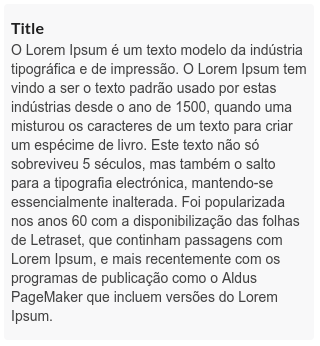 Title
O Lorem Ipsum é um texto modelo da indústria
tipográfica e de impressão. O Lorem Ipsum tem
vindo a ser o texto padrão usado por estas
indústrias desde o ano de 1500, quando uma
misturou os caracteres de um texto para criar
um espécime de livro. Este texto não só
sobreviveu 5 séculos, mas também o salto
para a tipografia electrónica, mantendo-se
essencialmente inalterada. Foi popularizada
nos anos 60 com a disponibilização das folhas
de Letraset, que continham passagens com
Lorem Ipsum, e mais recentemente com os
programas de publicação como o Aldus
PageMaker que incluem versões do Lorem
Ipsum.